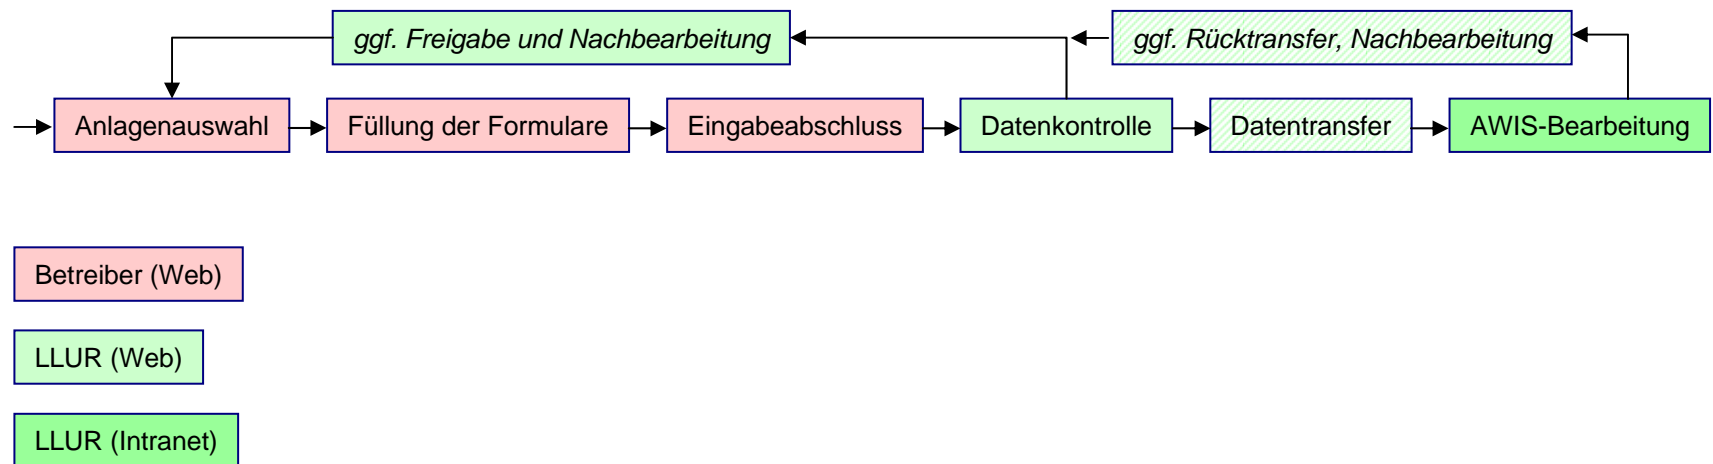 ggf. Freigabe und Nachbearbeitung
ggf. Rücktransfer, Nachbearbeitung
Anlagenauswahl
Füllung der Formulare
Eingabeabschluss
Datenkontrolle
Datentransfer
AWIS-Bearbeitung
Betreiber (Web)
LLUR (Web)
LLUR (Intranet)